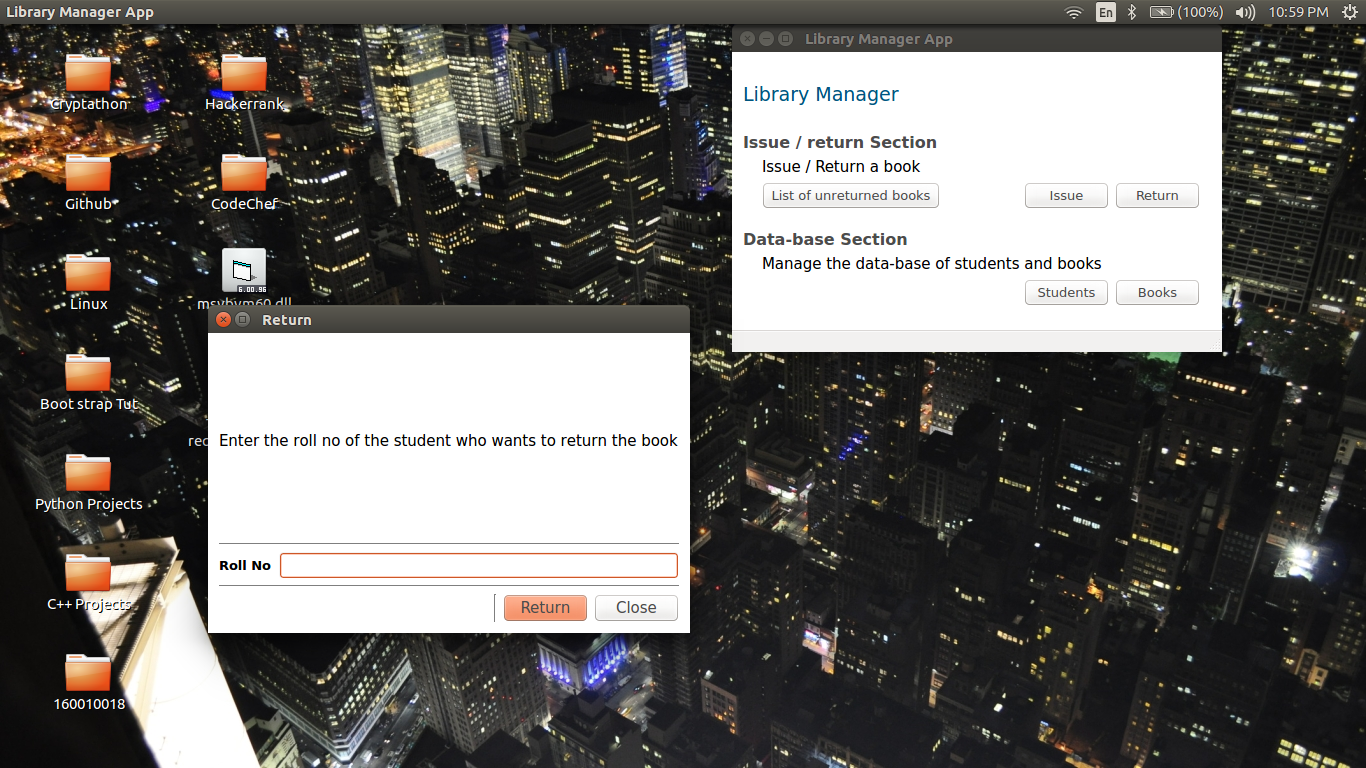 Library Manager App
En
(100%)
10:59 PM
Cryptathon
Hackerrank
Github
CodeChef
Linux
6.00.96
msvbvm60.dll
Boot strap Tut.
rec
Python Projects
C++ Projects
160010018
Library Manager App
Library Manager
Issue / return Section
Issue / Return a book
List of unreturned books
Issue
Return
Data-base Section
Manage the data-base of students and books
Students
Books
Return
Enter the roll no of the student who wants to return the book
Roll No
Return
Close